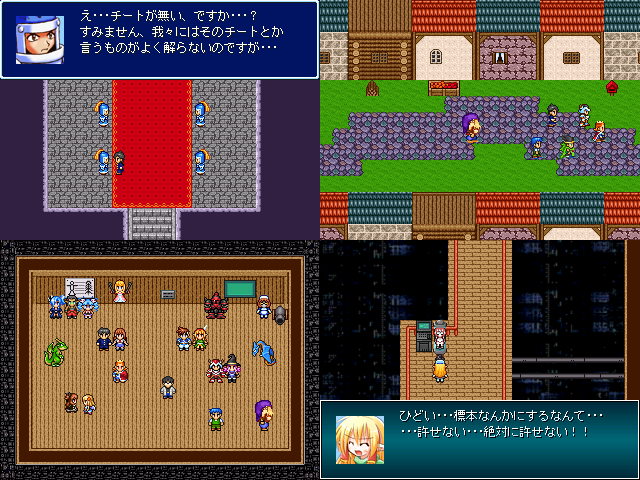 え・・・チートが無い、ですか・・・？
すみません、我々にはそのチートとか
言うものがよく解らないのですが・・・
ひどい・・・標本なんかにするなんて・・・
・・・許せない・・・絶対に許せない！！